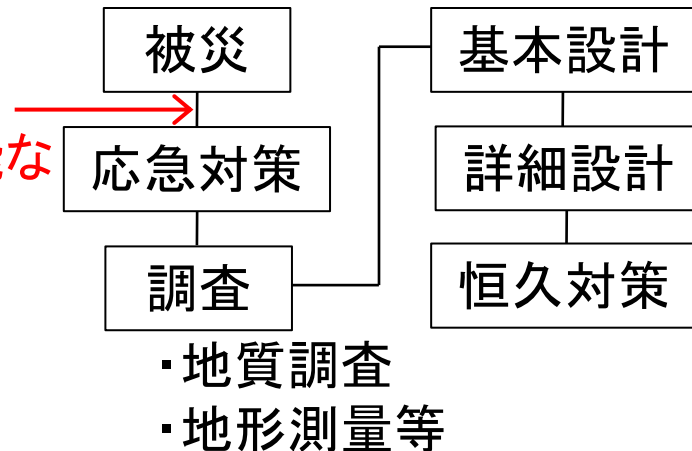 被災
応急対策
調査
・地質調査
・地形測量等
基本設計
詳細設計
恒久対策
な